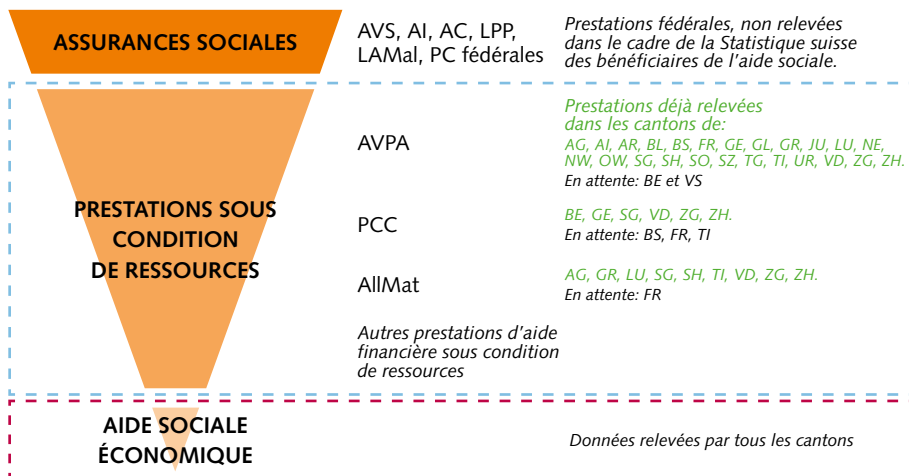 ASSURANCES SOCIALES
AVS, AI, AC, LPP,
LAMal, PC fédérales
Prestations fédérales, non relevées
dans le cadre de la Statistique suisse
des bénéficiaires de l'aide sociale.
PRESTATIONS SOUS
CONDITION
DE RESSOURCES
AVPA
Prestations déjà relevées
dans les cantons de:
AG, AI, AR, BL, BS, FR, GE, GL, GR, JU, LU, NE,
NW, OW, SG, SH, SO, SZ, TG, TI, UR, VD, ZG, ZH.
En attente: BE et VS
PCC
BE, GE, SG, VD, ZG, ZH.
En attente: BS, FR, TI
AllMat
AG, GR, LU, SG, SH, TI, VD, ZG, ZH.
En attente: FR
Autres prestations d'aide
financière sous condition
de ressources
AIDE SOCIALE
ÉCONOMIQUE
Données relevées par tous les cantons